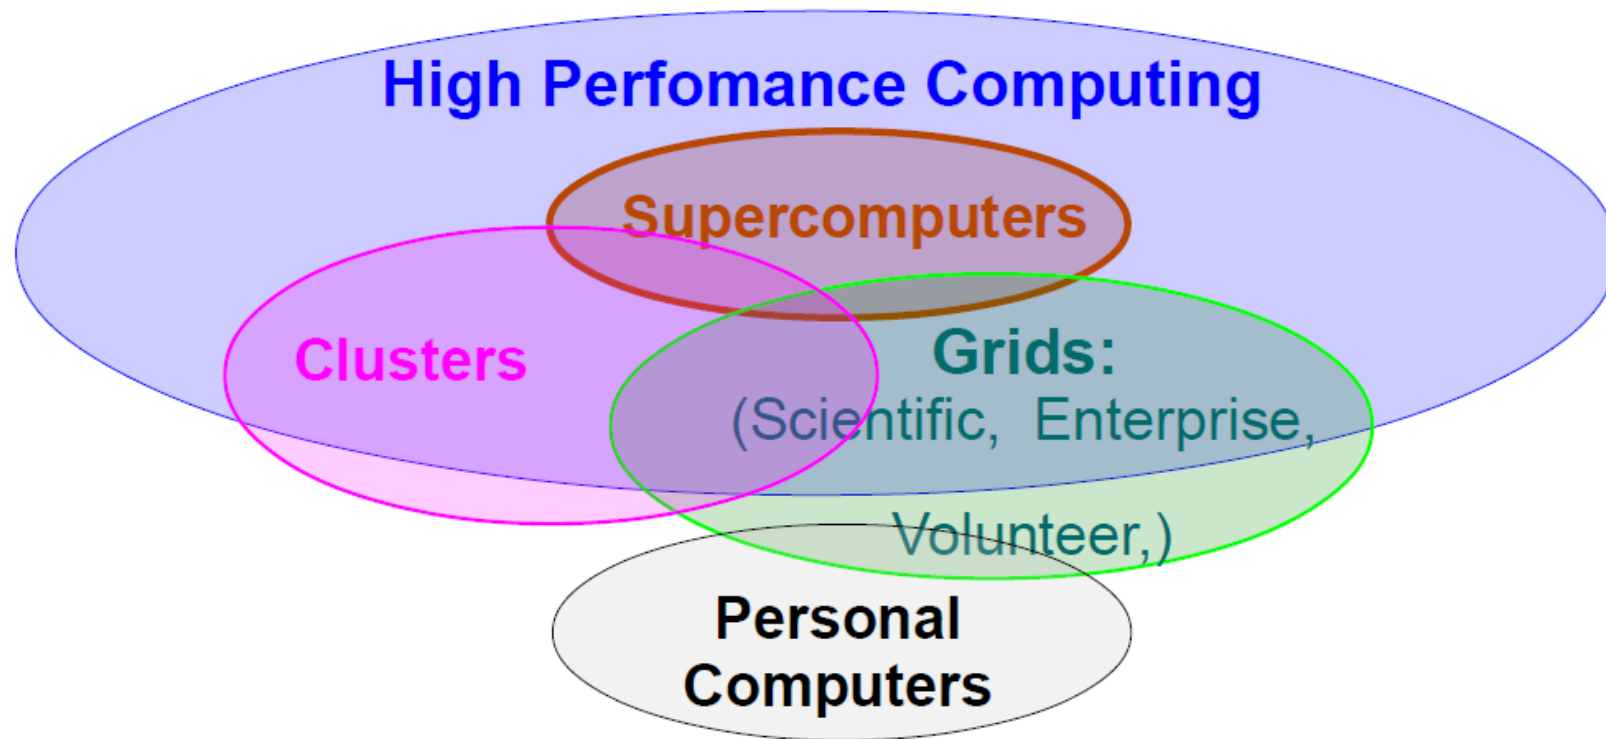 High Perfomance Computing
Supercomputers
Clusters
Grids:
(Scientific, Enterprise,
Volunteer,)
Personal
Computers